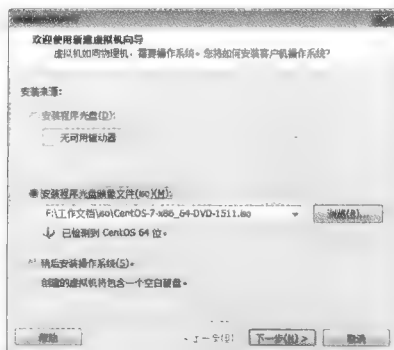 欢迎使用新建虚拟机向导
虚拟机如同物理机，需要操作系统。您将如何安装客户机操作系统?
安装来源:
安装程序光盘(D):
无可用驱动器
安装程序光盘映像文件(iso)(M):
F:\工作文档\iso\CentOS-7-x86_64-DVD-1511.iso
浏览(R)...
已检测到 CentOS 64 位。
稍后安装操作系统(S)。
创建的虚拟机将包含一个空白硬盘。
帮助
上一步(B)
下一步(N) >
取消